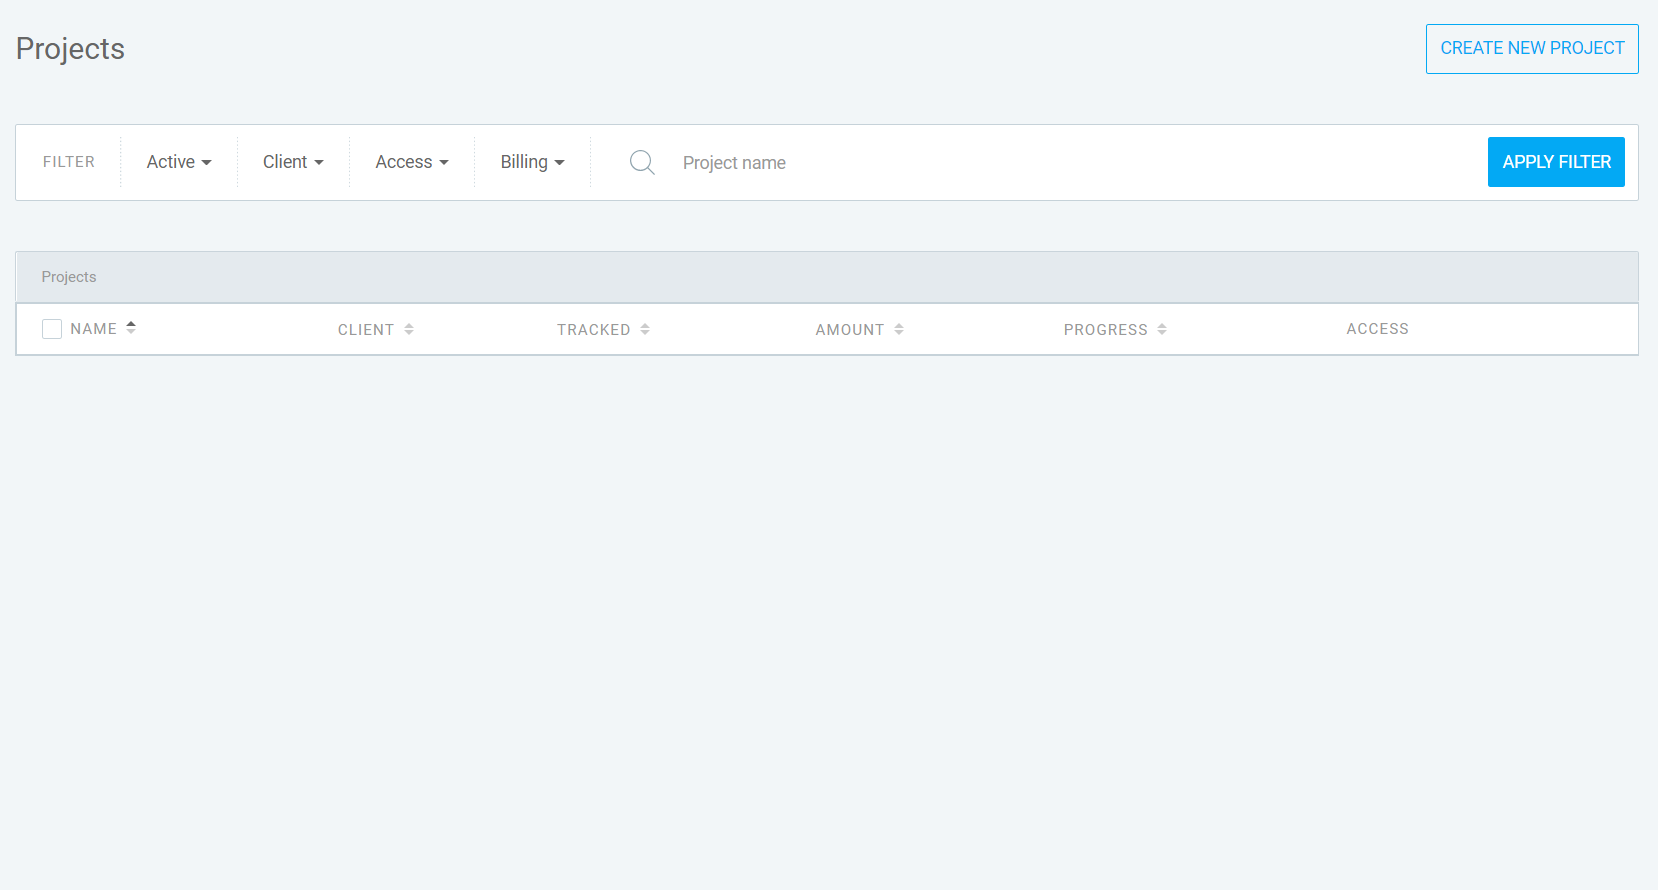 Projects
CREATE NEW PROJECT
FILTER Active Client Access Billing Project name APPLY FILTER
Projects
NAME CLIENT TRACKED AMOUNT PROGRESS ACCESS